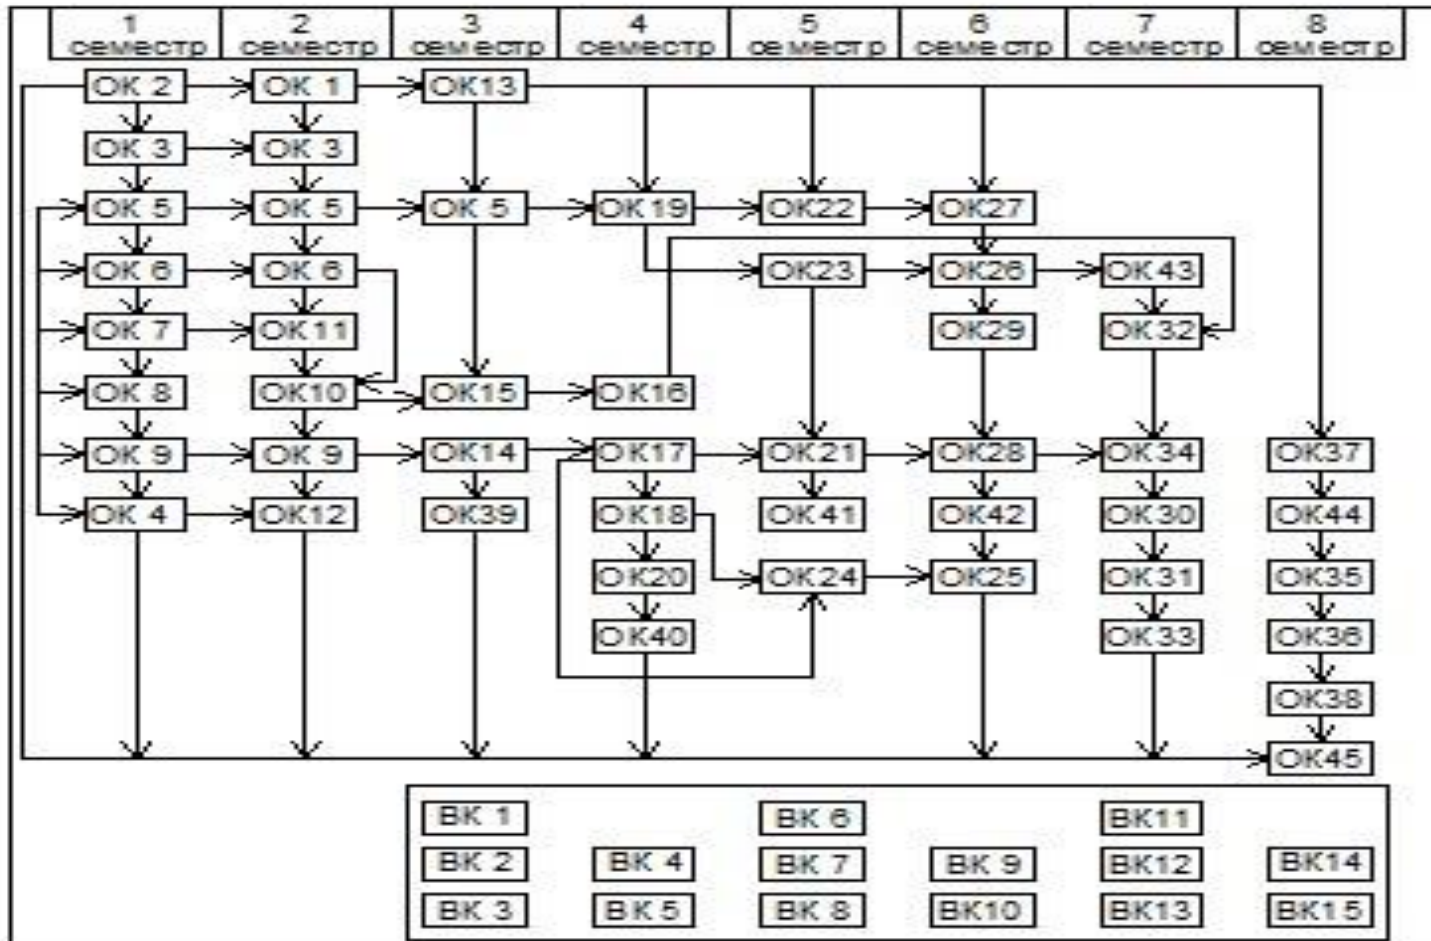 1 2 3 4 5 6 7 8
семестр семестр семестр семестр семестр семестр семестр семестр
ОК 2 ОК 1 ОК13
ОК 3 ОК 3
ОК 5 ОК 5 ОК 5 ОК19 ОК22 ОК27
ОК 6 ОК 6 ОК23 ОК26 ОК43
ОК 7 ОК11 ОК29 ОК32
ОК 8 ОК10 ОК15 ОК16
ОК 9 ОК 9 ОК14 ОК17 ОК21 ОК28 ОК34 ОК37
ОК 4 ОК12 ОК39 ОК18 ОК41 ОК42 ОК30 ОК44
ОК20 ОК24 ОК25 ОК31 ОК35
ОК40 ОК33 ОК36
ОК38
ОК45
ВК 1 ВК 6 ВК11
ВК 2 ВК 4 ВК 7 ВК 9 ВК12 ВК14
ВК 3 ВК 5 ВК 8 ВК10 ВК13 ВК15